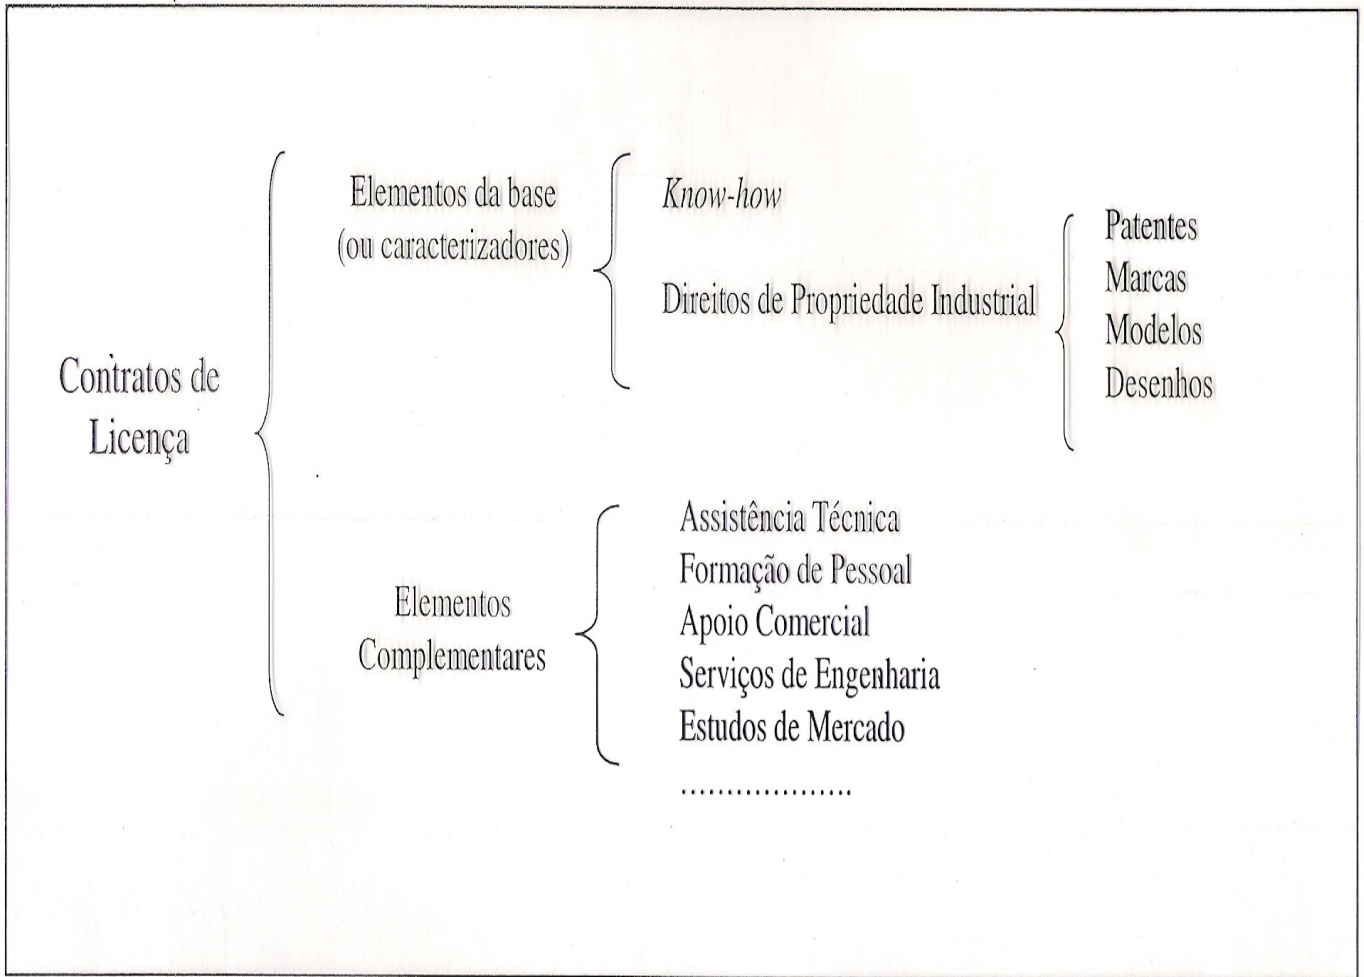 Contratos de
Licença
Elementos da base
(ou caracterizadores)
Know-how
Direitos de Propriedade Industrial
Patentes
Marcas
Modelos
Desenhos
Elementos
Complementares
Assistência Técnica
Formação de Pessoal
Apoio Comercial
Serviços de Engenharia
Estudos de Mercado
...................